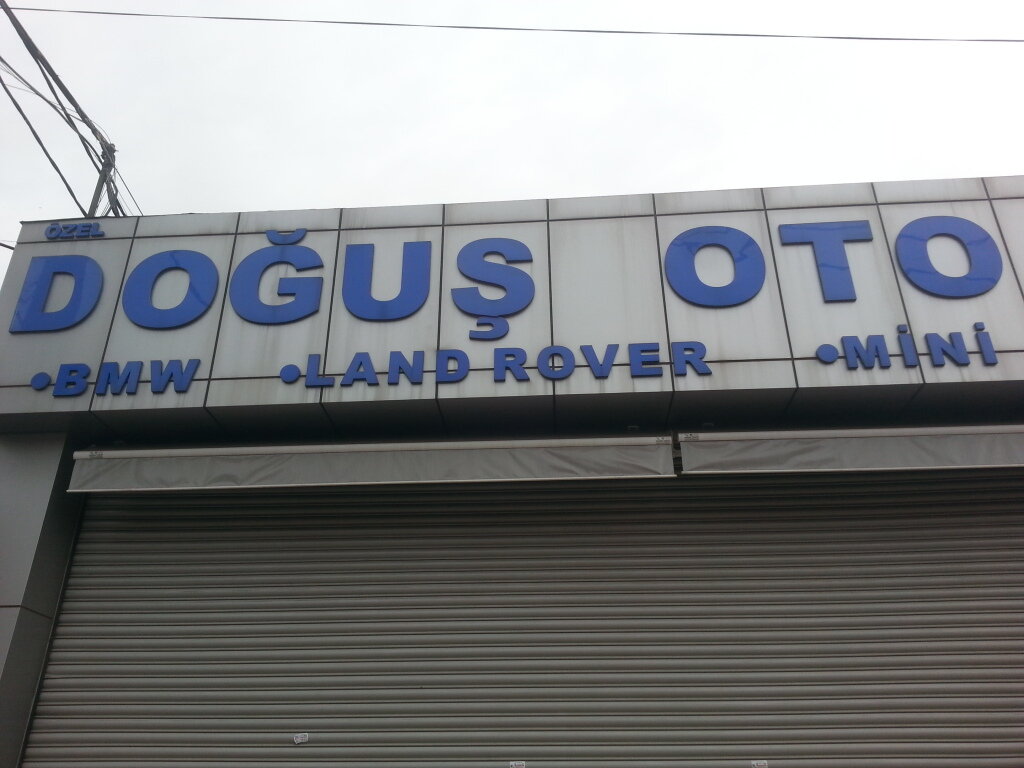 ÖZEL
DOĞUŞ OTO
•BMW •LAND ROVER •MİNİ